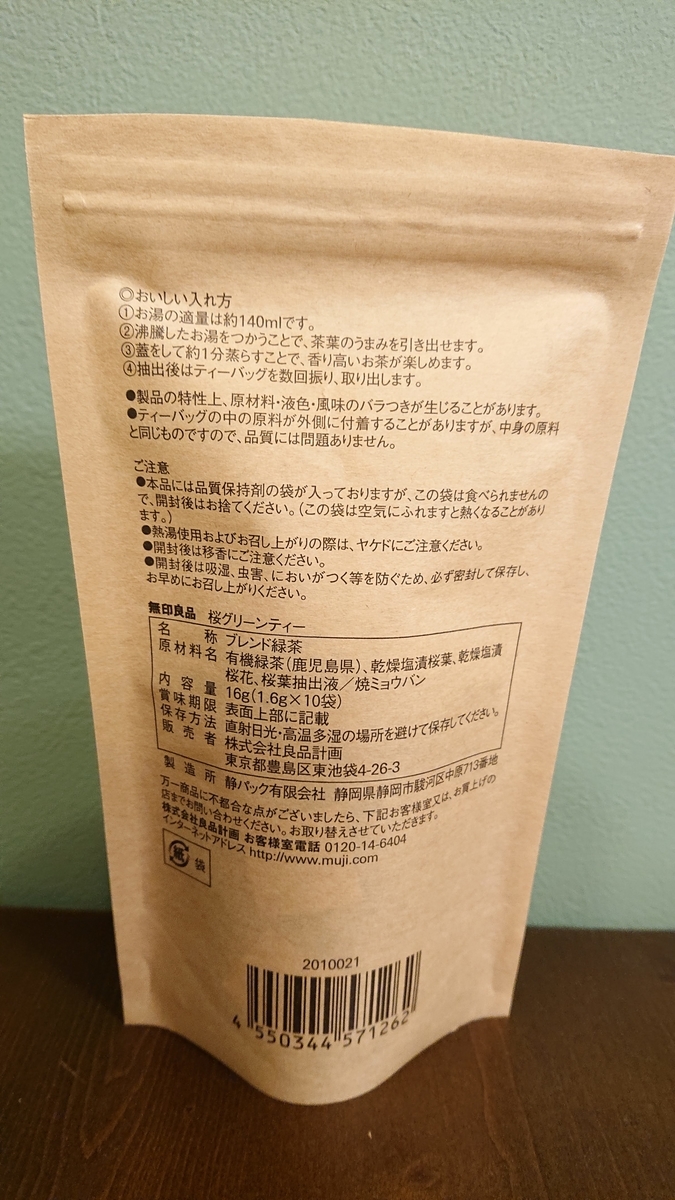 ◎おいしい入れ方
①お湯の適量は約140mlです。
②沸騰したお湯をつかうことで、茶葉のうまみを引き出せます。
③蓋をして約1分蒸らすことで、香り高いお茶が楽しめます。
④抽出後はティーバッグを数回振り、取り出します。
●製品の特性上、原材料・液色・風味のバラつきが生じることがあります。
●ティーバッグの中の原料が外側に付着することがありますが、中身の原料
と同じものですので、品質には問題ありません。
ご注意
●本品には品質保持剤の袋が入っておりますが、この袋は食べられませんの
で、開封後はお捨てください。(この袋は空気にふれますと熱くなることがあり
ます。)
●熱湯使用およびお召し上がりの際は、ヤケドにご注意ください。
●開封後は移香にご注意ください。
●開封後は吸湿、虫害、においがつく等を防ぐため、必ず密封して保存し、
お早めにお召し上がりください。
無印良品 桜グリーンティー
名称 ブレンド緑茶
原材料名 有機緑茶(鹿児島県)、乾燥塩漬桜葉、乾燥塩漬
桜花、桜葉抽出液／焼ミョウバン
内容量 16g(1.6g×10袋)
賞味期限 表面上部に記載
保存方法 直射日光・高温多湿の場所を避けて保存してください。
販売者 株式会社良品計画
東京都豊島区東池袋4-26-3
製造所 静パック有限会社 静岡県静岡市駿河区中原713番地
万一商品に不都合な点がございましたら、下記お客様室又は、お買上げの
店までお問い合わせください。お取り替えさせていただきます。
株式会社良品計画 お客様室電話 0120-14-6404
インターネットアドレス http://www.muji.com
紙 袋
2010021
4 550344 571262